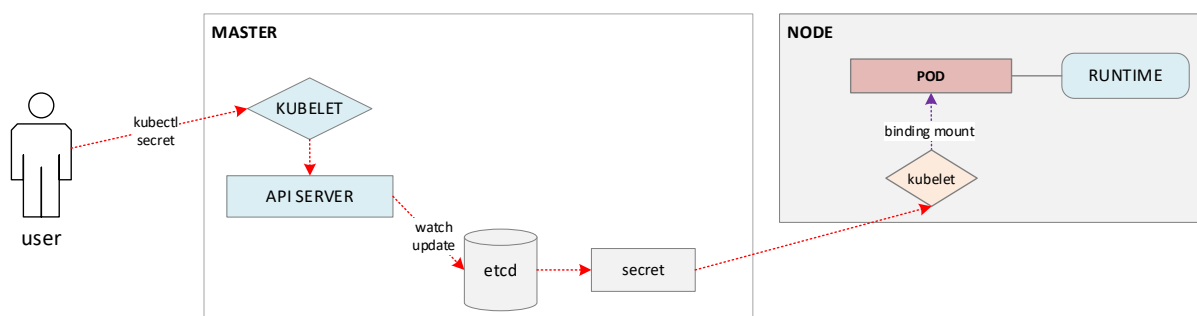 MASTER
NODE
POD
RUNTIME
KUBELET
kubectl
secret
binding mount
kubelet
API SERVER
user
watch
update
etcd
secret